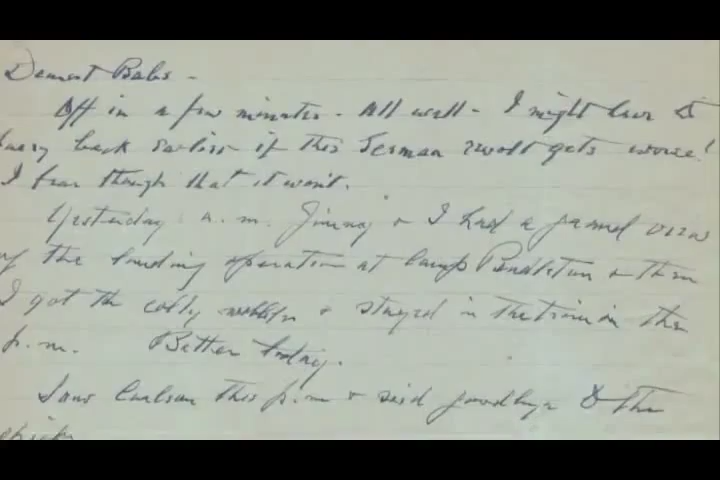 Dearest Babs -
Off in a few minutes - All well - I might have to
hurry back earlier if this German revolt gets worse!
I fear though that it won't.
Yesterday a.m. Jimmy & I had a grand view
of the landing operation at Camp Pendleton & then
I got the colly wobbles & stayed in the train in the
p.m. Better today.
Saw Carlson this p.m & said goodbye to the